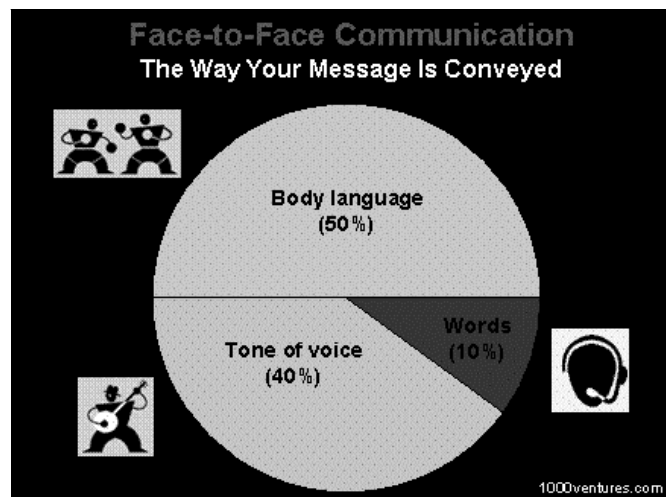 Face-to-Face Communication
The Way Your Message Is Conveyed
Body language
(50%)
Words
(10%)
Tone of voice
(40%)
1000ventures.com